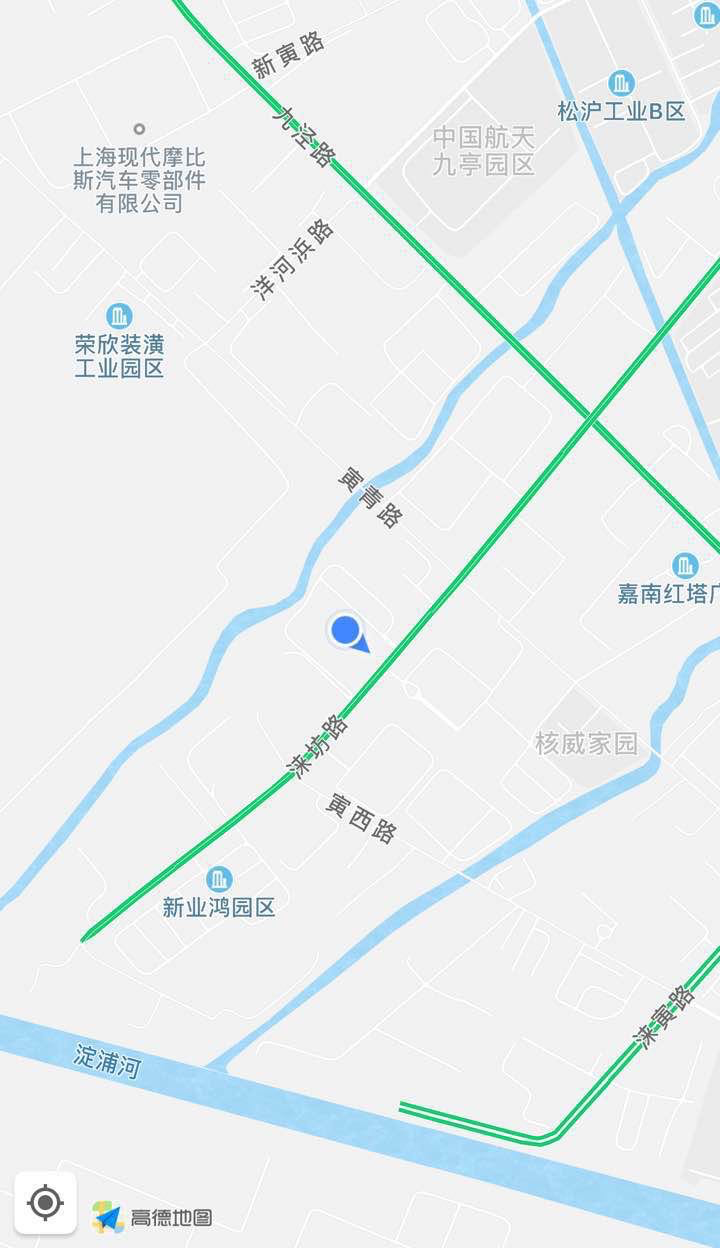 新寅路
松沪工业B区
九泾路
中国航天
九亭园区
上海现代摩比
斯汽车零部件
有限公司
洋河浜路
荣欣装潢
工业园区
寅青路
嘉南红塔广
涞坊路
核威家园
寅西路
新业鸿园区
涞寅路
淀浦河
高德地图